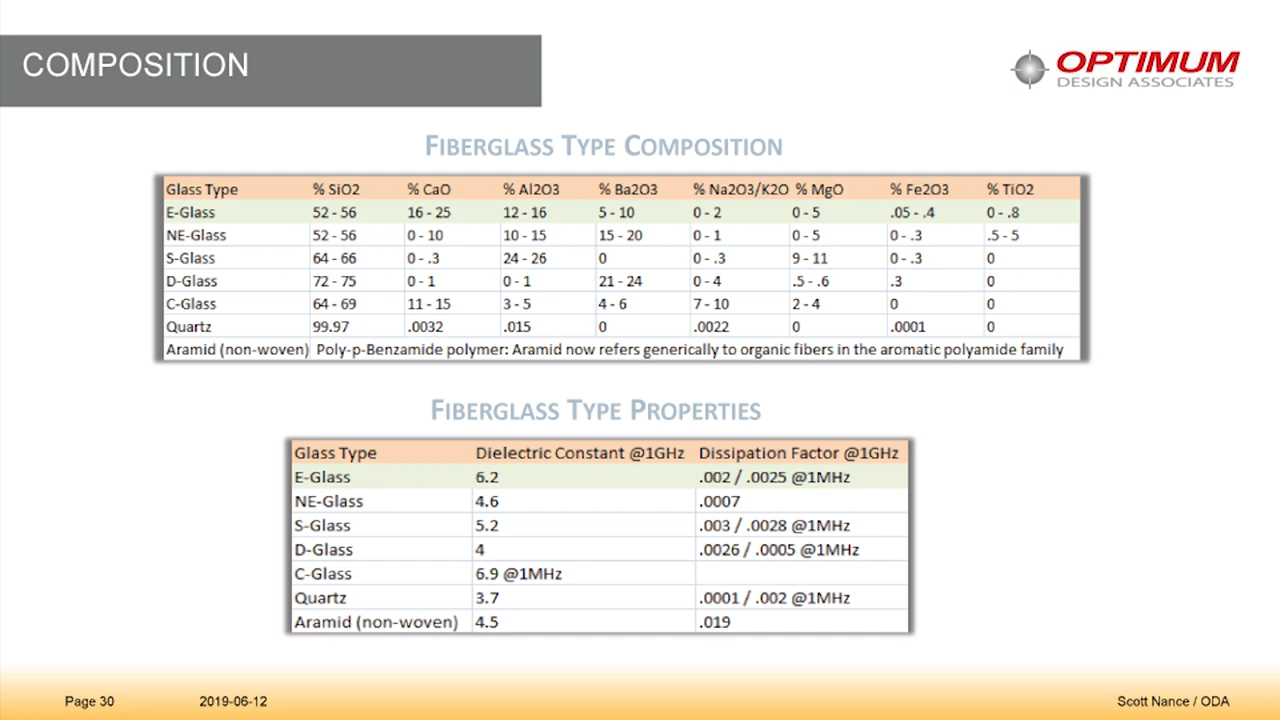 COMPOSITION
OPTIMUM
DESIGN ASSOCIATES
FIBERGLASS TYPE COMPOSITION
Glass Type % SiO2 % CaO % Al2O3 % Ba2O3 % Na2O3/K2O % MgO % Fe2O3 % TiO2
E-Glass 52 - 56 16 - 25 12 - 16 5 - 10 0 - 2 0 - 5 .05 - .4 0 - .8
NE-Glass 52 - 56 0 - 10 10 - 15 15 - 20 0 - 1 0 - 5 0 - .3 .5 - 5
S-Glass 64 - 66 0 - .3 24 - 26 0 0 - .3 9 - 11 0 - .3 0
D-Glass 72 - 75 0 - 1 0 - 1 21 - 24 0 - 4 .5 - .6 .3 0
C-Glass 64 - 69 11 - 15 3 - 5 4 - 6 7 - 10 2 - 4 0 0
Quartz 99.97 .0032 .015 0 .0022 0 .0001 0
Aramid (non-woven) Poly-p-Benzamide polymer: Aramid now refers generically to organic fibers in the aromatic polyamide family
FIBERGLASS TYPE PROPERTIES
Glass Type Dielectric Constant @1GHz Dissipation Factor @1GHz
E-Glass 6.2 .002 / .0025 @1MHz
NE-Glass 4.6 .0007
S-Glass 5.2 .003 / .0028 @1MHz
D-Glass 4 .0026 / .0005 @1MHz
C-Glass 6.9 @1MHz
Quartz 3.7 .0001 / .002 @1MHz
Aramid (non-woven) 4.5 .019
Page 30 2019-06-12 Scott Nance / ODA